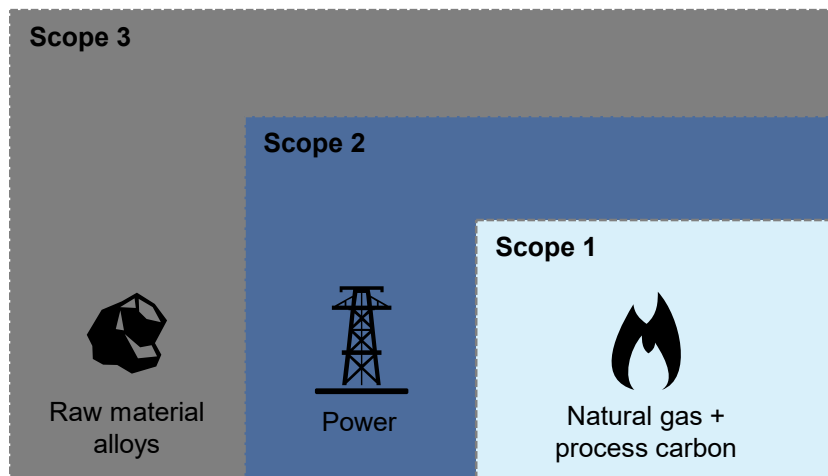 Scope 3
Scope 2
Scope 1
Raw material
alloys
Power
Natural gas +
process carbon